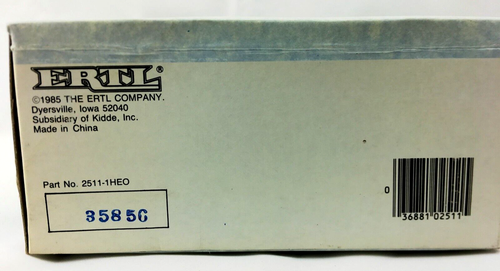 ERTL®
©1985 THE ERTL COMPANY.
Dyersville, Iowa 52040
Subsidiary of Kidde, Inc.
Made in China
Part No. 2511-1HEO
35856
0
36881 02511